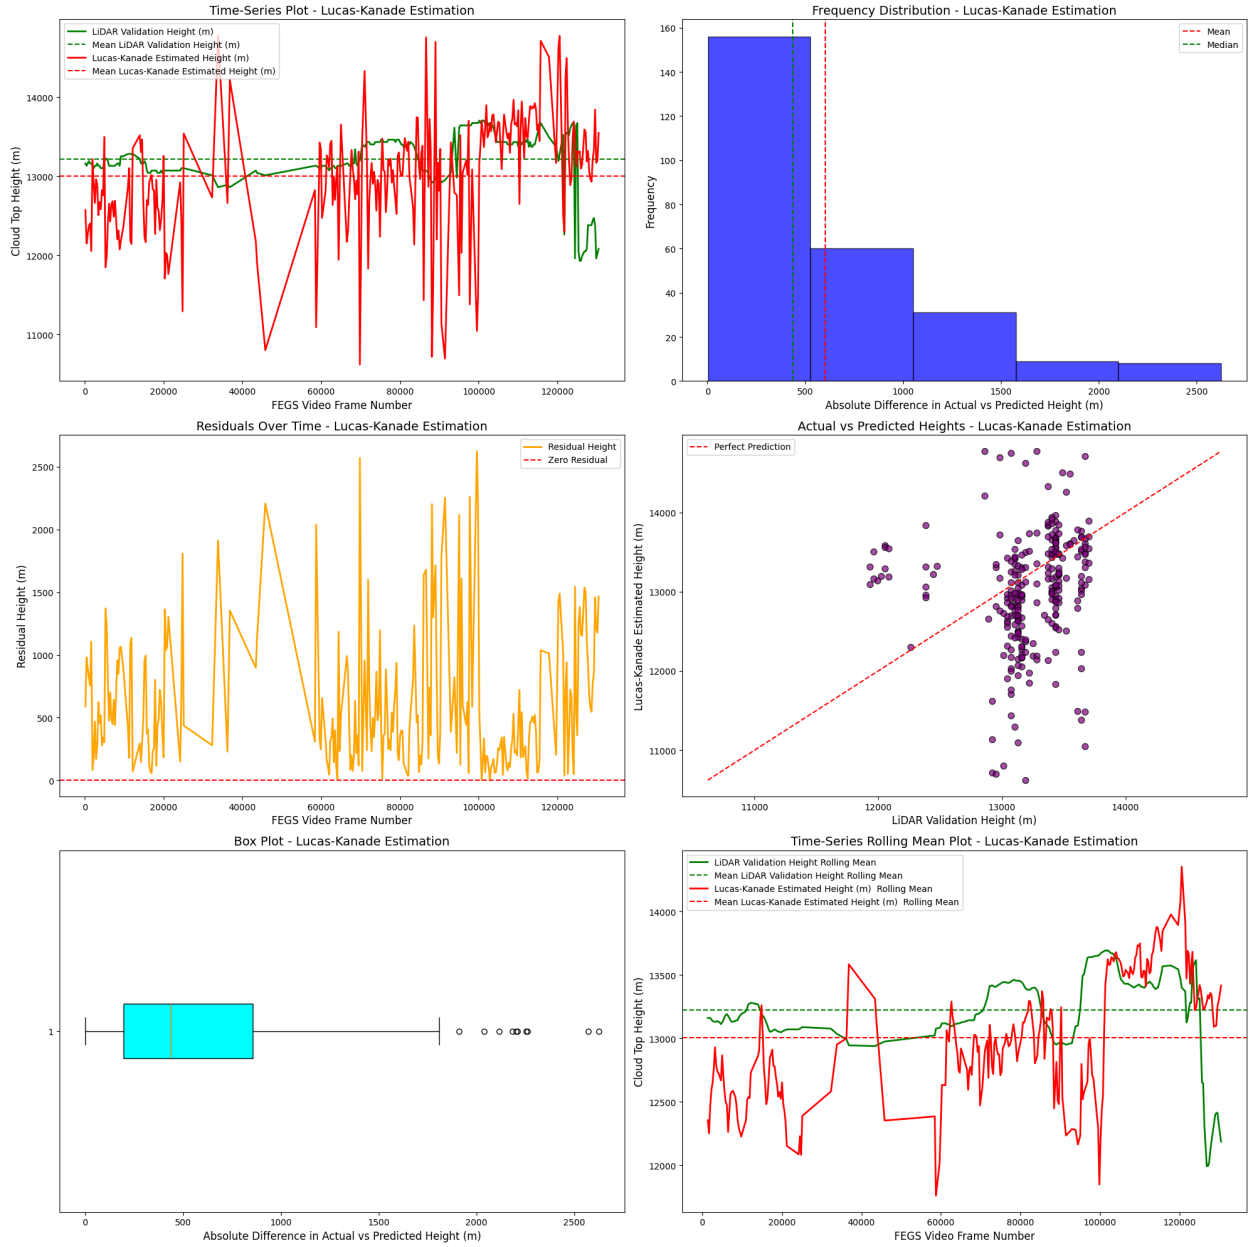 Time-Series Plot - Lucas-Kanade Estimation
LiDAR Validation Height (m)
Mean LiDAR Validation Height (m)
Lucas-Kanade Estimated Height (m)
Mean Lucas-Kanade Estimated Height (m)
Cloud Top Height (m)
14000
13000
12000
11000
0 20000 40000 60000 80000 100000 120000
FEGS Video Frame Number
Frequency Distribution - Lucas-Kanade Estimation
Mean
Median
Frequency
160
140
120
100
80
60
40
20
0
0 500 1000 1500 2000 2500
Absolute Difference in Actual vs Predicted Height (m)
Residuals Over Time - Lucas-Kanade Estimation
Residual Height
Zero Residual
Residual Height (m)
2500
2000
1500
1000
500
0
0 20000 40000 60000 80000 100000 120000
FEGS Video Frame Number
Actual vs Predicted Heights - Lucas-Kanade Estimation
Perfect Prediction
Lucas-Kanade Estimated Height (m)
14000
13000
12000
11000
11000 12000 13000 14000
LiDAR Validation Height (m)
Box Plot - Lucas-Kanade Estimation
1
0 500 1000 1500 2000 2500
Absolute Difference in Actual vs Predicted Height (m)
Time-Series Rolling Mean Plot - Lucas-Kanade Estimation
LiDAR Validation Height Rolling Mean
Mean LiDAR Validation Height Rolling Mean
Lucas-Kanade Estimated Height (m)  Rolling Mean
Mean Lucas-Kanade Estimated Height (m)  Rolling Mean
Cloud Top Height (m)
14000
13500
13000
12500
12000
0 20000 40000 60000 80000 100000 120000
FEGS Video Frame Number